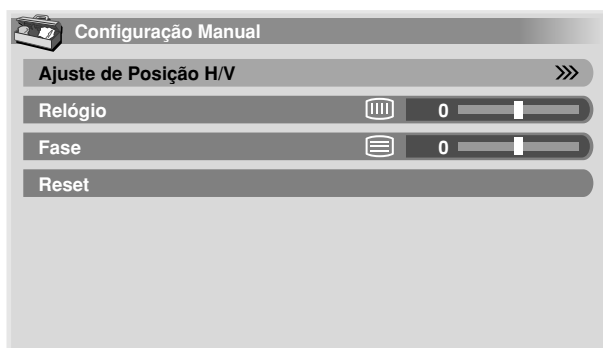 Configuração Manual
Ajuste de Posição H/V
Relógio 0
Fase 0
Reset